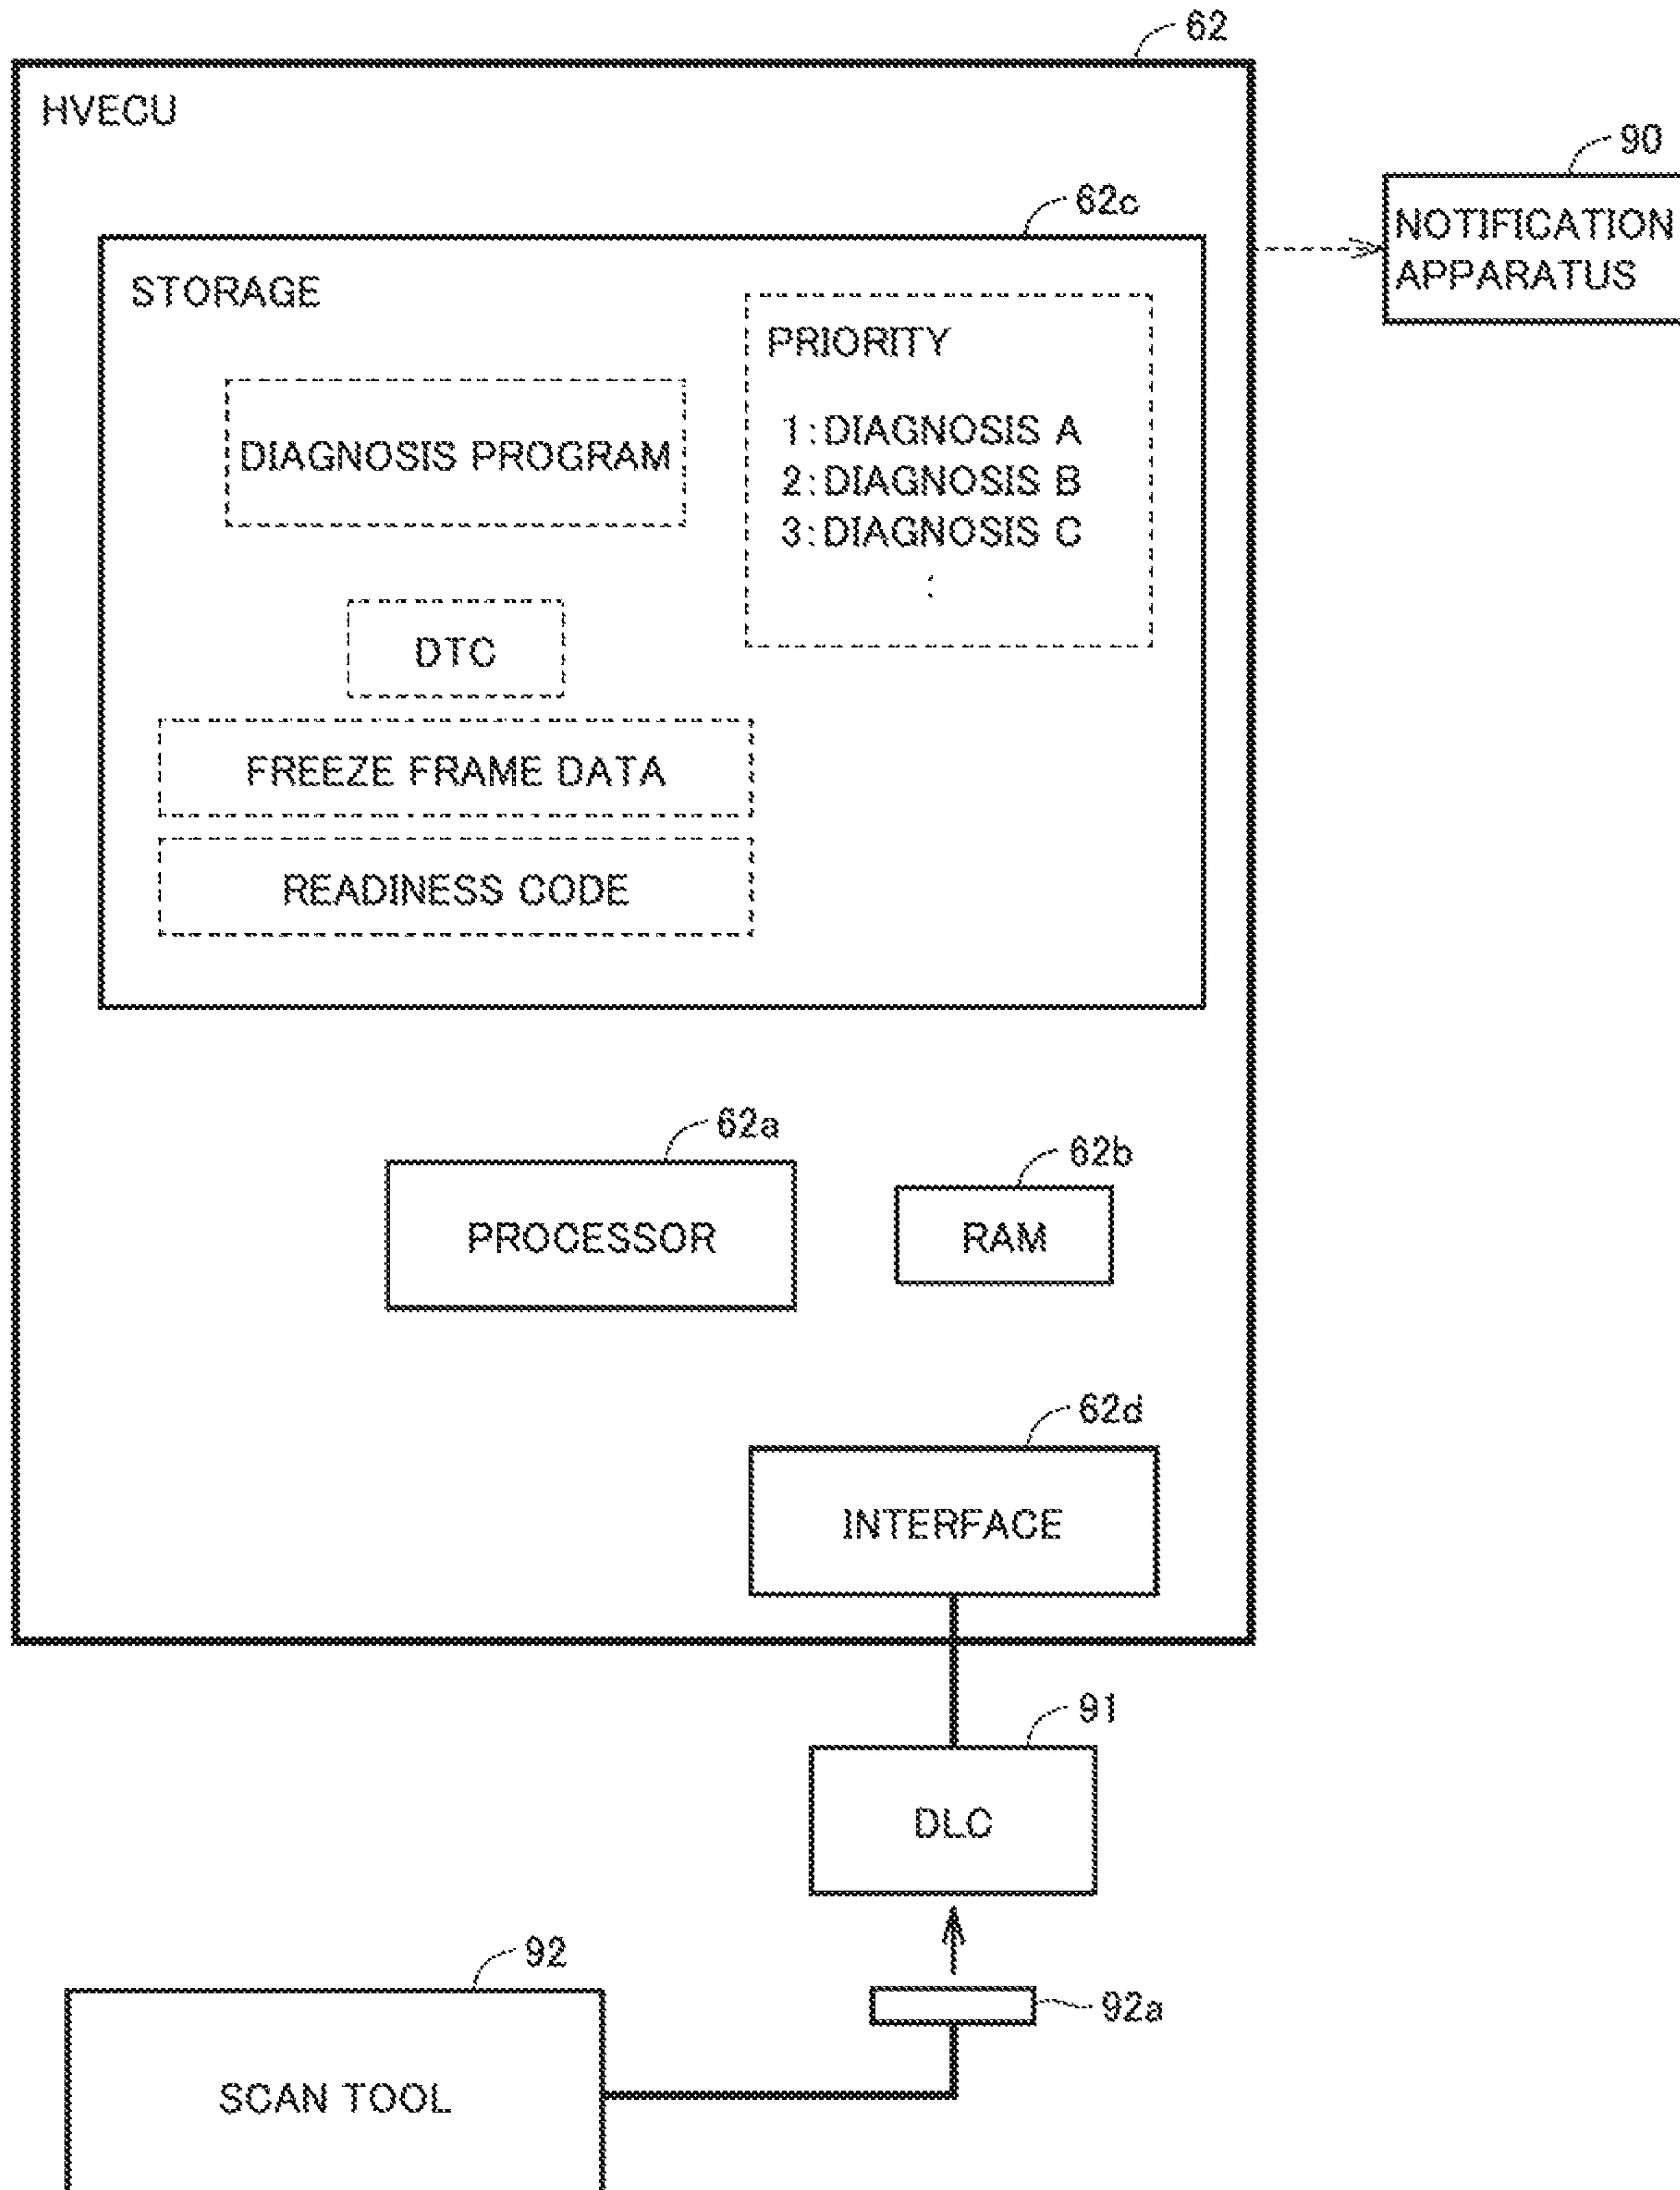 62
HVECU
90
NOTIFICATION
APPARATUS
62c
STORAGE
PRIORITY
1:DIAGNOSIS A
2:DIAGNOSIS B
3:DIAGNOSIS C
:
DIAGNOSIS PROGRAM
DTC
FREEZE FRAME DATA
READINESS CODE
62a
PROCESSOR
62b
RAM
62d
INTERFACE
91
DLC
92
92a
SCAN TOOL